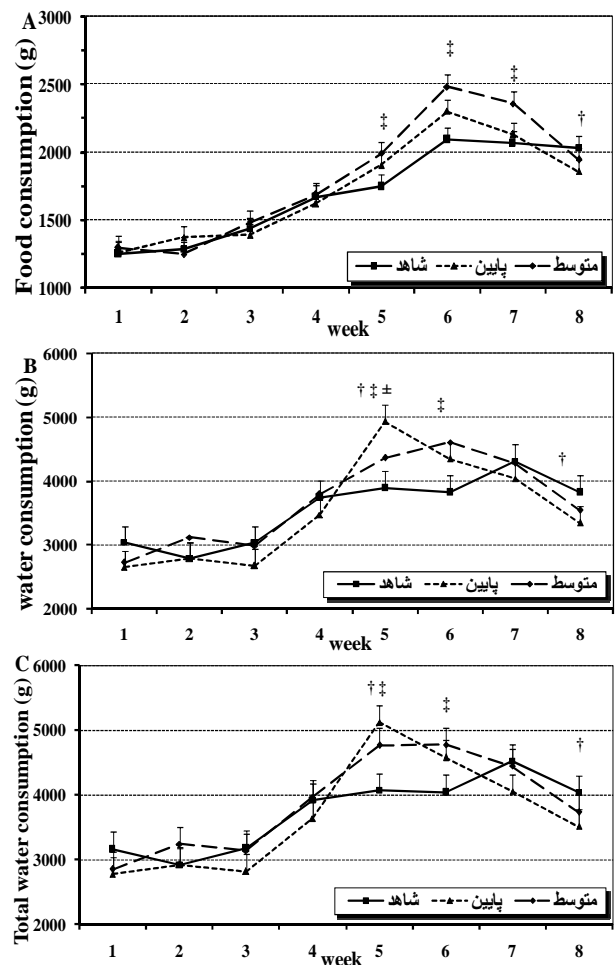 A
Food consumption (g)
3000
2500
2000
1500
1000
‡ ‡ ‡ †
شاهد پایین متوسط
1 2 3 4 5 6 7 8
week
B
water consumption (g)
6000
5000
4000
3000
2000
† ‡ ± ‡ †
شاهد پایین متوسط
1 2 3 4 5 6 7 8
week
C
Total water consumption (g)
6000
5000
4000
3000
2000
† ‡ ‡ †
شاهد پایین متوسط
1 2 3 4 5 6 7 8
week